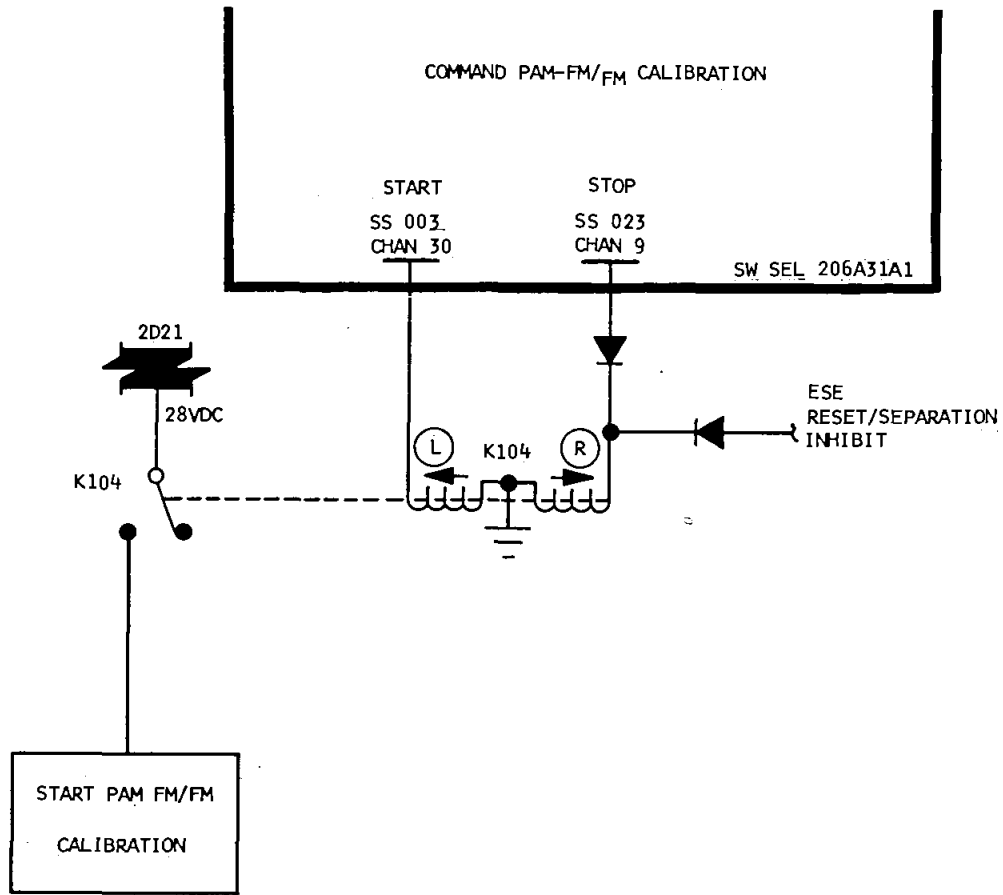 COMMAND PAM-FM/FM CALIBRATION
START
SS 003
CHAN 30
STOP
SS 023
CHAN 9
SW SEL 206A31A1
2D21
28VDC
K104
L
K104
R
ESE
RESET/SEPARATION
INHIBIT
START PAM FM/FM
CALIBRATION